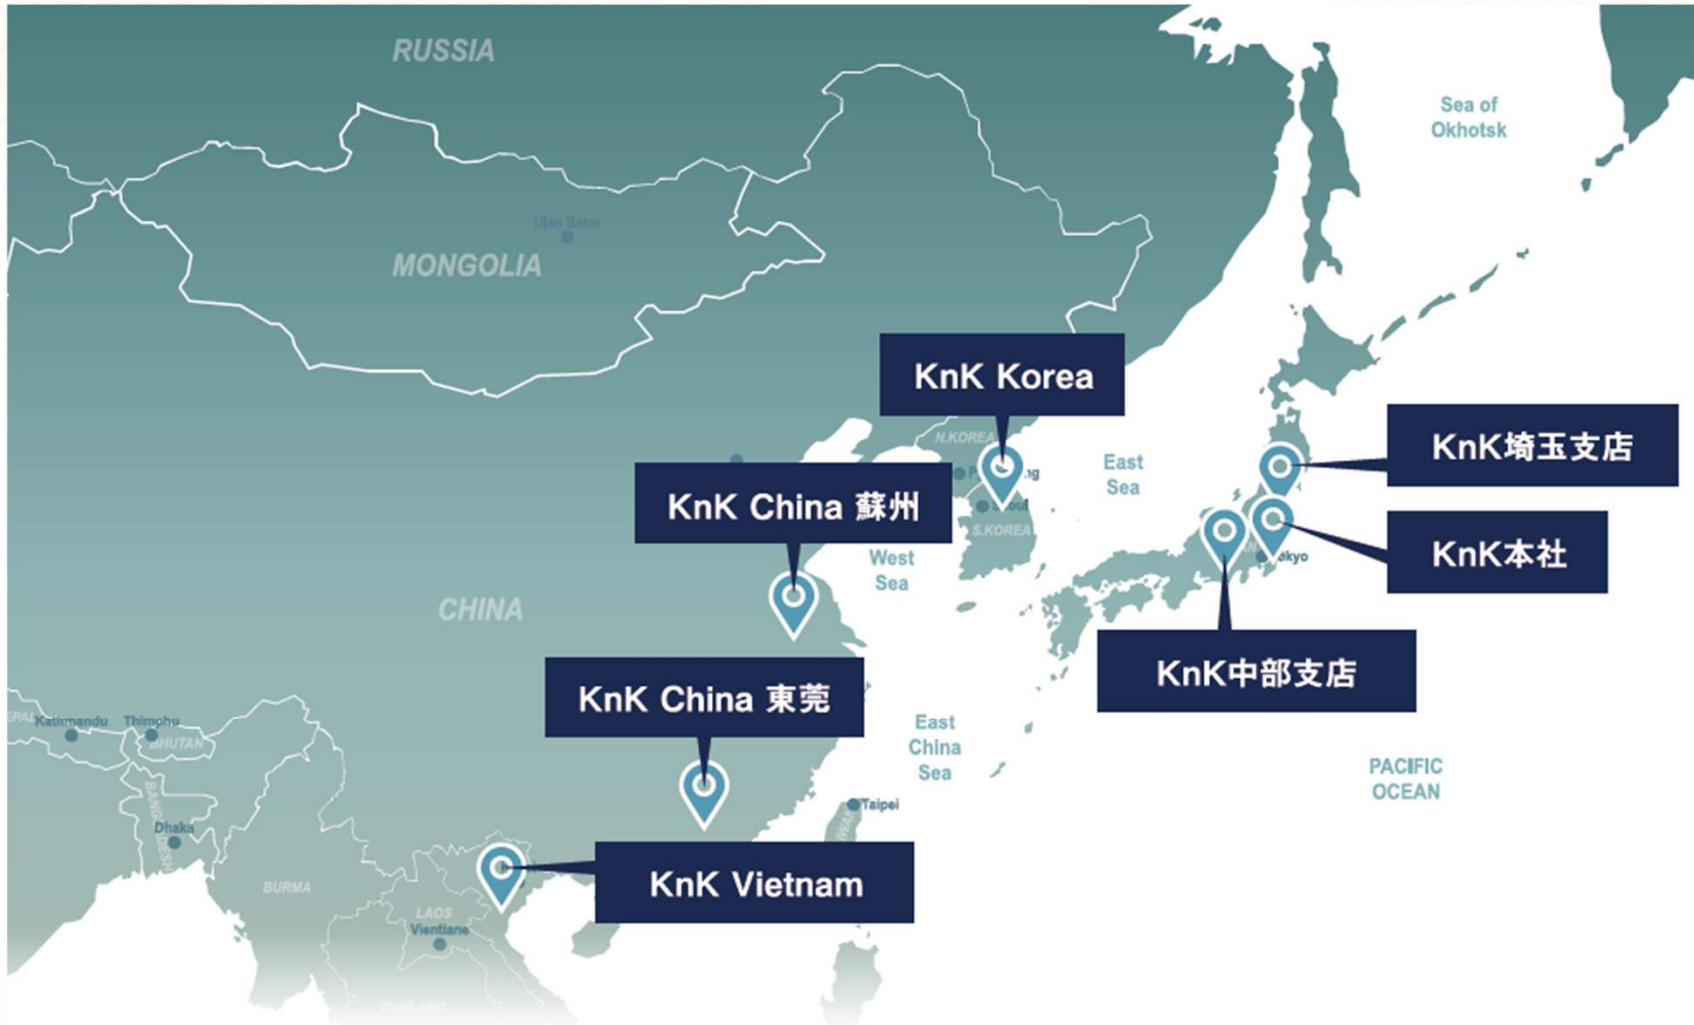 RUSSIA
Sea of
Okhotsk
Ulan Bator
MONGOLIA
KnK Korea
N.KOREA
KnK埼玉支店
East
Sea
KnK China 蘇州
S.KOREA
KnK本社
West
Sea
CHINA
KnK中部支店
KnK China 東莞
East
China
Sea
Kathmandu
Thimphu
BHUTAN
PACIFIC
OCEAN
BANGLADESH
Taipei
Dhaka
KnK Vietnam
BURMA
LAOS
Vientiane
THAILAND